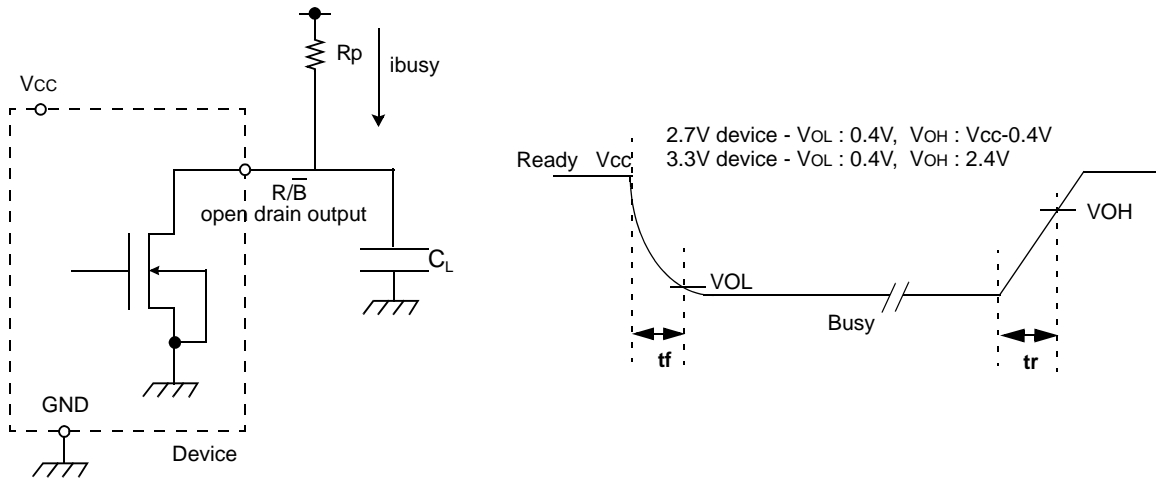 Rp
ibusy
VCC
R/B̅
open drain output
CL
GND
Device
2.7V device - VOL : 0.4V, VOH : Vcc-0.4V
3.3V device - VOL : 0.4V, VOH : 2.4V
Ready Vcc
VOH
VOL
Busy
tf
tr